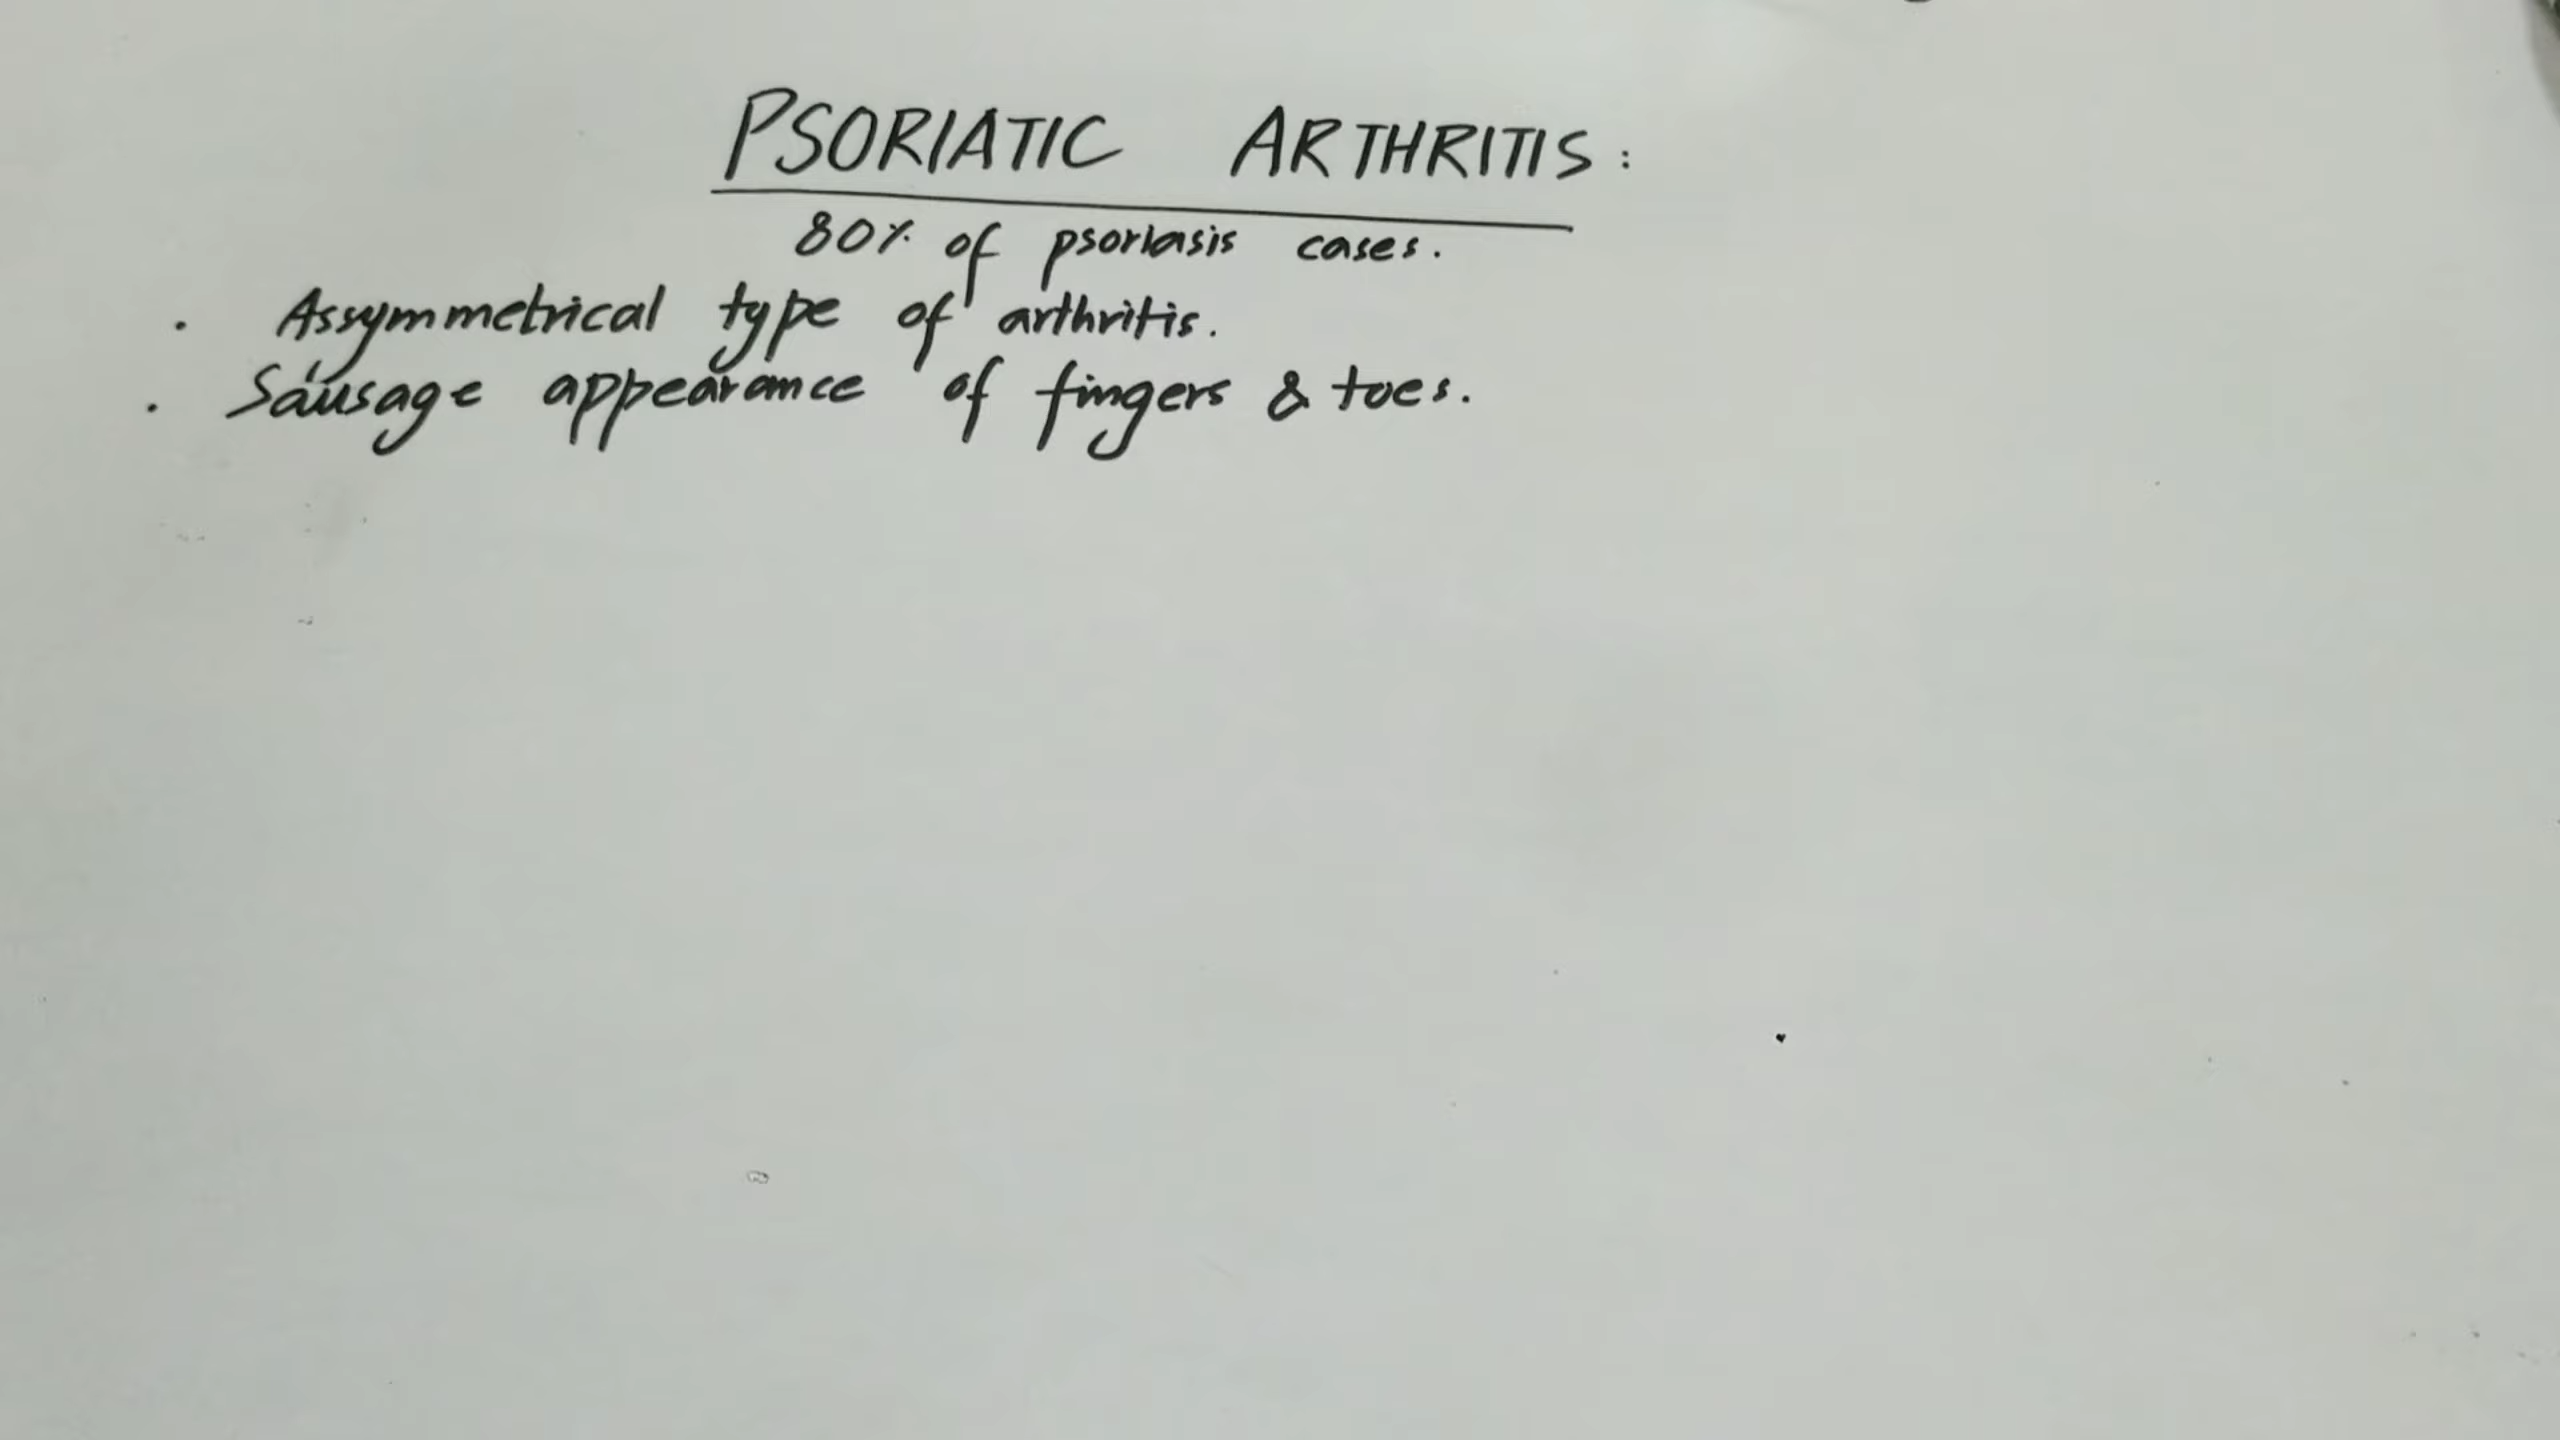 PSORIATIC ARTHRITIS:
80% of psoriasis cases.
. Assymmetrical type of arthritis.
. Sausage appearance of fingers & toes.